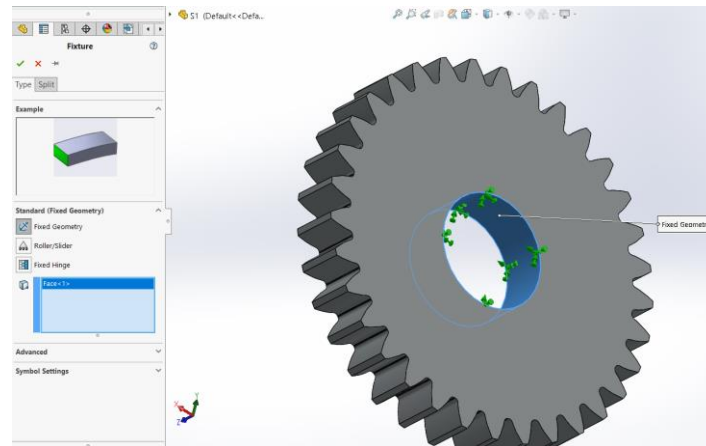 S1 (Default<<Defa...
Fixture
Type Split
Example
Standard (Fixed Geometry)
Fixed Geometry
Roller/Slider
Fixed Hinge
Face<1>
Advanced
Symbol Settings
Fixed Geomet
X
Y
Z